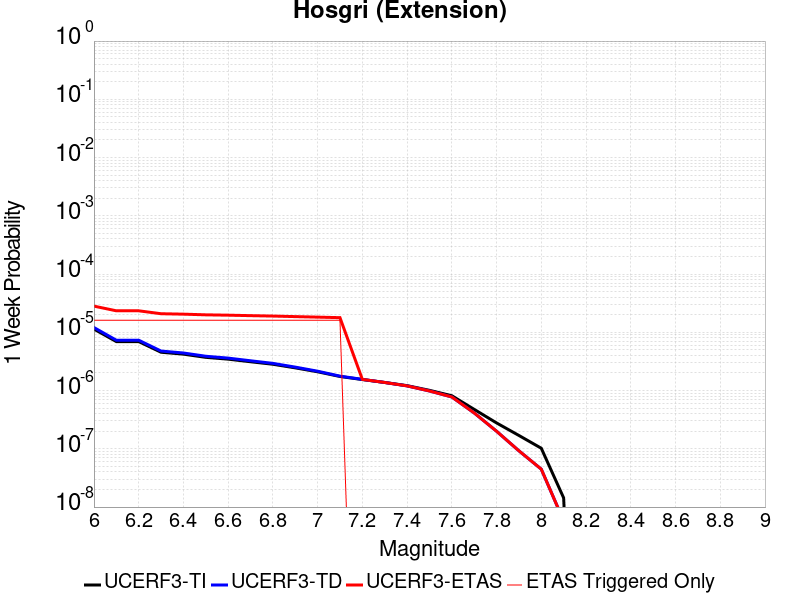 Hosgri (Extension)
10^0
10^-1
10^-2
10^-3
10^-4
10^-5
10^-6
10^-7
10^-8
1 Week Probability
6 6.2 6.4 6.6 6.8 7 7.2 7.4 7.6 7.8 8 8.2 8.4 8.6 8.8 9
Magnitude
UCERF3-TI UCERF3-TD UCERF3-ETAS ETAS Triggered Only